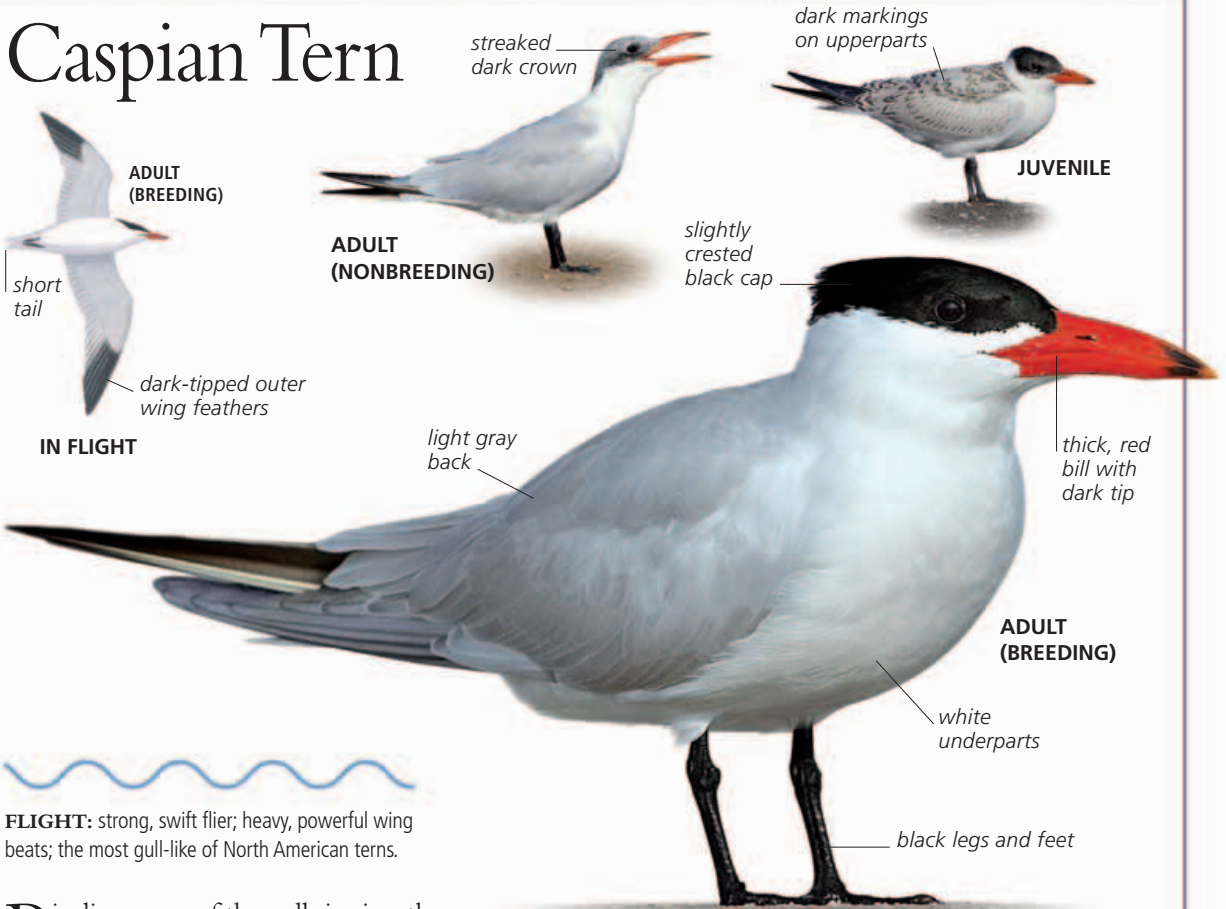 Caspian Tern
streaked
dark crown
dark markings
on upperparts
ADULT
(BREEDING)
JUVENILE
ADULT
(NONBREEDING)
slightly
crested
black cap
short
tail
dark-tipped outer
wing feathers
IN FLIGHT
light gray
back
thick, red
bill with
dark tip
ADULT
(BREEDING)
white
underparts
FLIGHT: strong, swift flier; heavy, powerful wing
beats; the most gull-like of North American terns.
black legs and feet